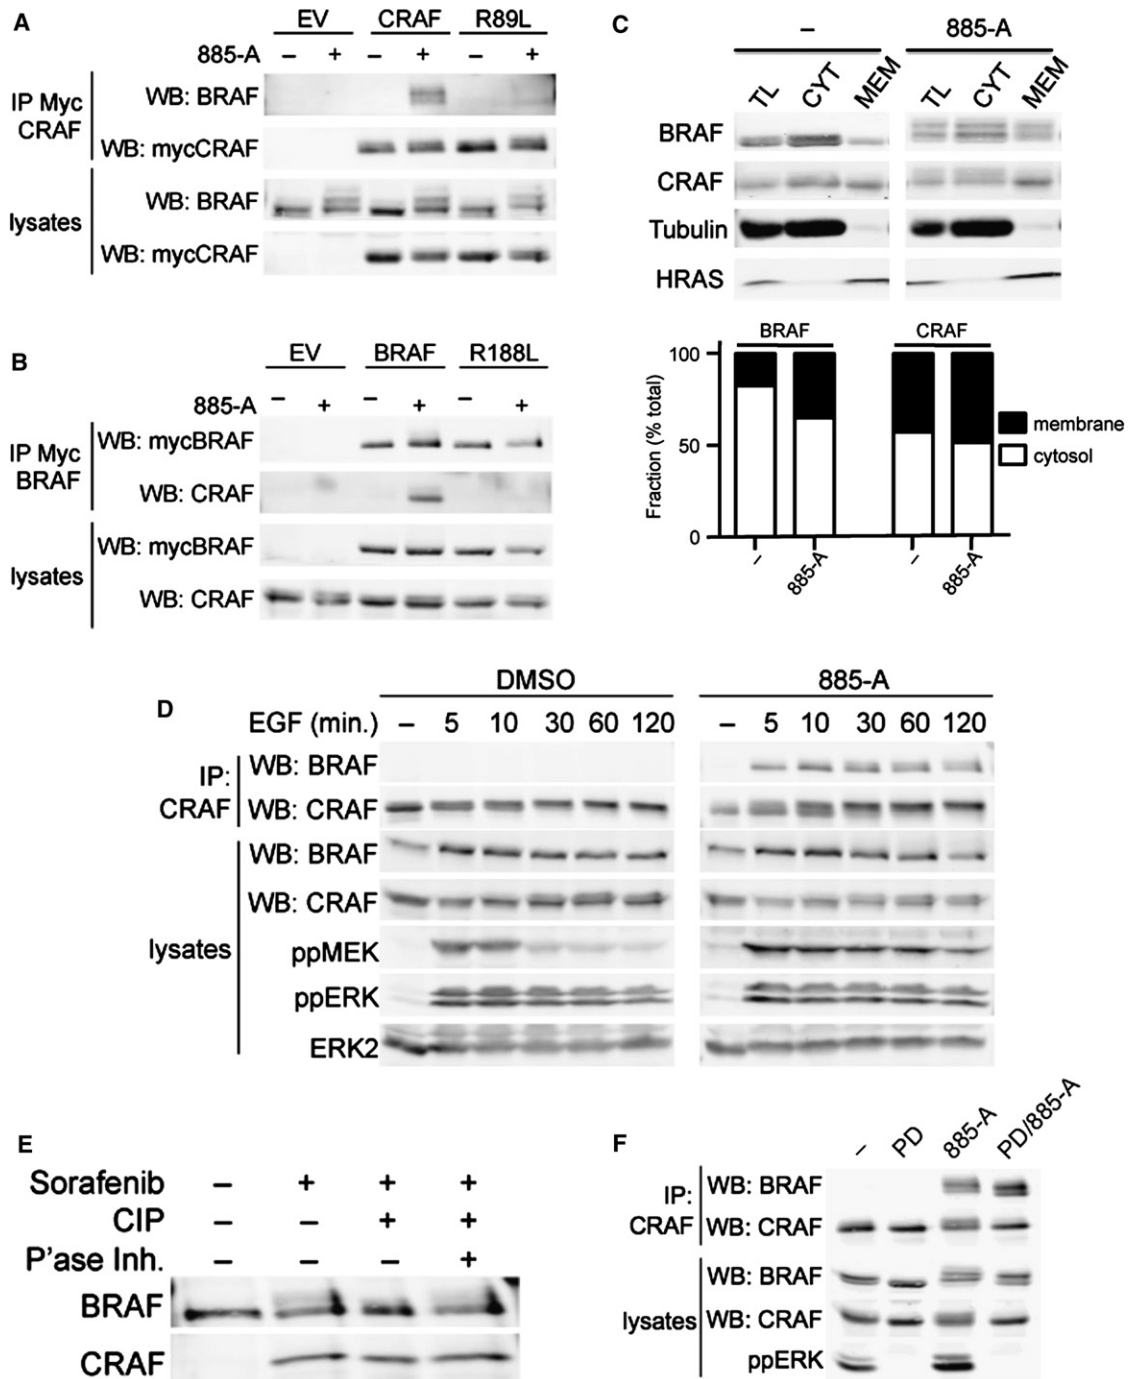 A
EV CRAF R89L
885-A – + – + – +
IP Myc CRAF
WB: BRAF
WB: mycCRAF
lysates
WB: BRAF
WB: mycCRAF
B
EV BRAF R188L
885-A – + – + – +
IP Myc BRAF
WB: mycBRAF
WB: CRAF
lysates
WB: mycBRAF
WB: CRAF
C
– 885-A
TL CYT MEM TL CYT MEM
BRAF
CRAF
Tubulin
HRAS
BRAF CRAF
Fraction (% total)
100
50
0
membrane
cytosol
– 885-A – 885-A
D
DMSO 885-A
EGF (min.) – 5 10 30 60 120 – 5 10 30 60 120
IP: CRAF
WB: BRAF
WB: CRAF
lysates
WB: BRAF
WB: CRAF
ppMEK
ppERK
ERK2
E
Sorafenib – + + +
CIP – – + +
P'ase Inh. – – – +
BRAF
CRAF
F
– PD 885-A PD/885-A
IP: CRAF
WB: BRAF
WB: CRAF
lysates
WB: BRAF
WB: CRAF
ppERK